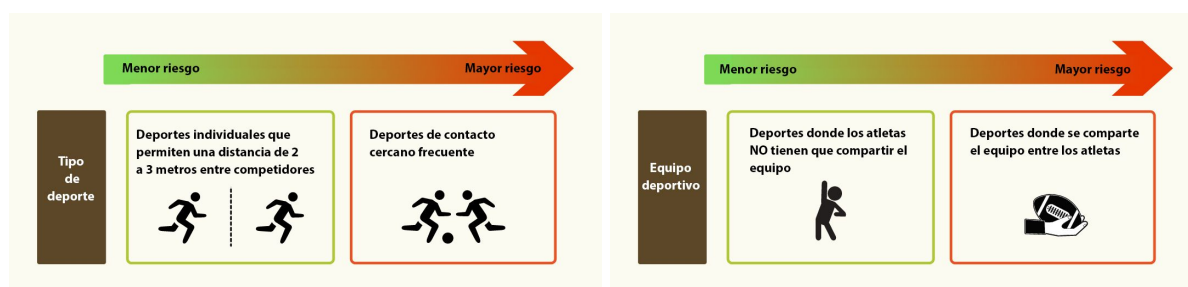 Menor riesgo
Mayor riesgo
Tipo
de
deporte
Deportes individuales que
permiten una distancia de 2
a 3 metros entre competidores
Deportes de contacto
cercano frecuente
Menor riesgo
Mayor riesgo
Equipo
deportivo
Deportes donde los atletas
NO tienen que compartir el
equipo
Deportes donde se comparte
el equipo entre los atletas